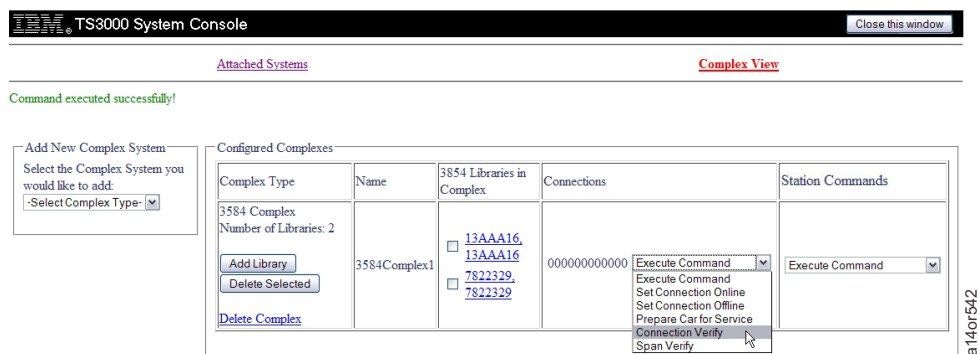 IBM® TS3000 System Console
Close this window
Attached Systems
Complex View
Command executed successfully!
Add New Complex System
Select the Complex System you
would like to add:
-Select Complex Type-
Configured Complexes
Complex Type
Name
3854 Libraries in
Complex
Connections
Station Commands
3584 Complex
Number of Libraries: 2
Add Library
Delete Selected
Delete Complex
3584Complex1
13AAA16,
13AAA16
7822329,
7822329
000000000000
Execute Command
Execute Command
Set Connection Online
Set Connection Offline
Prepare Car for Service
Connection Verify
Span Verify
Execute Command
a14or542